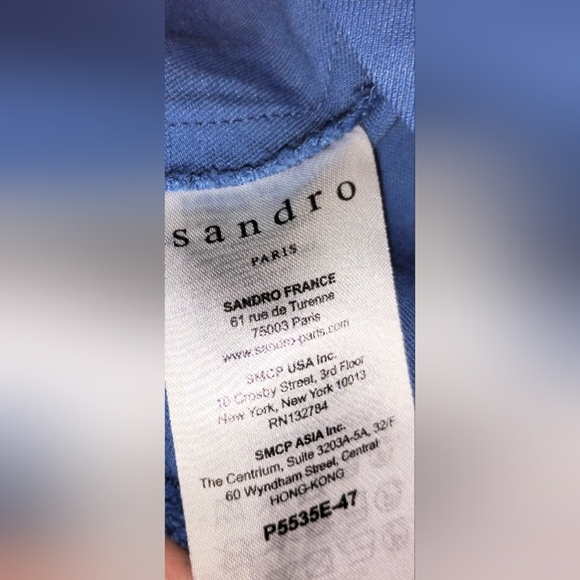 sandro
PARIS
SANDRO FRANCE
61 rue de Turenne
75003 Paris
www.sandro-paris.com
SMCP USA Inc.
10 Crosby Street, 3rd Floor
New York, New York 10013
RN132784
SMCP ASIA Inc.
The Centrium, Suite 3203A-5A, 32/F
60 Wyndham Street, Central
HONG-KONG
P5535E-47